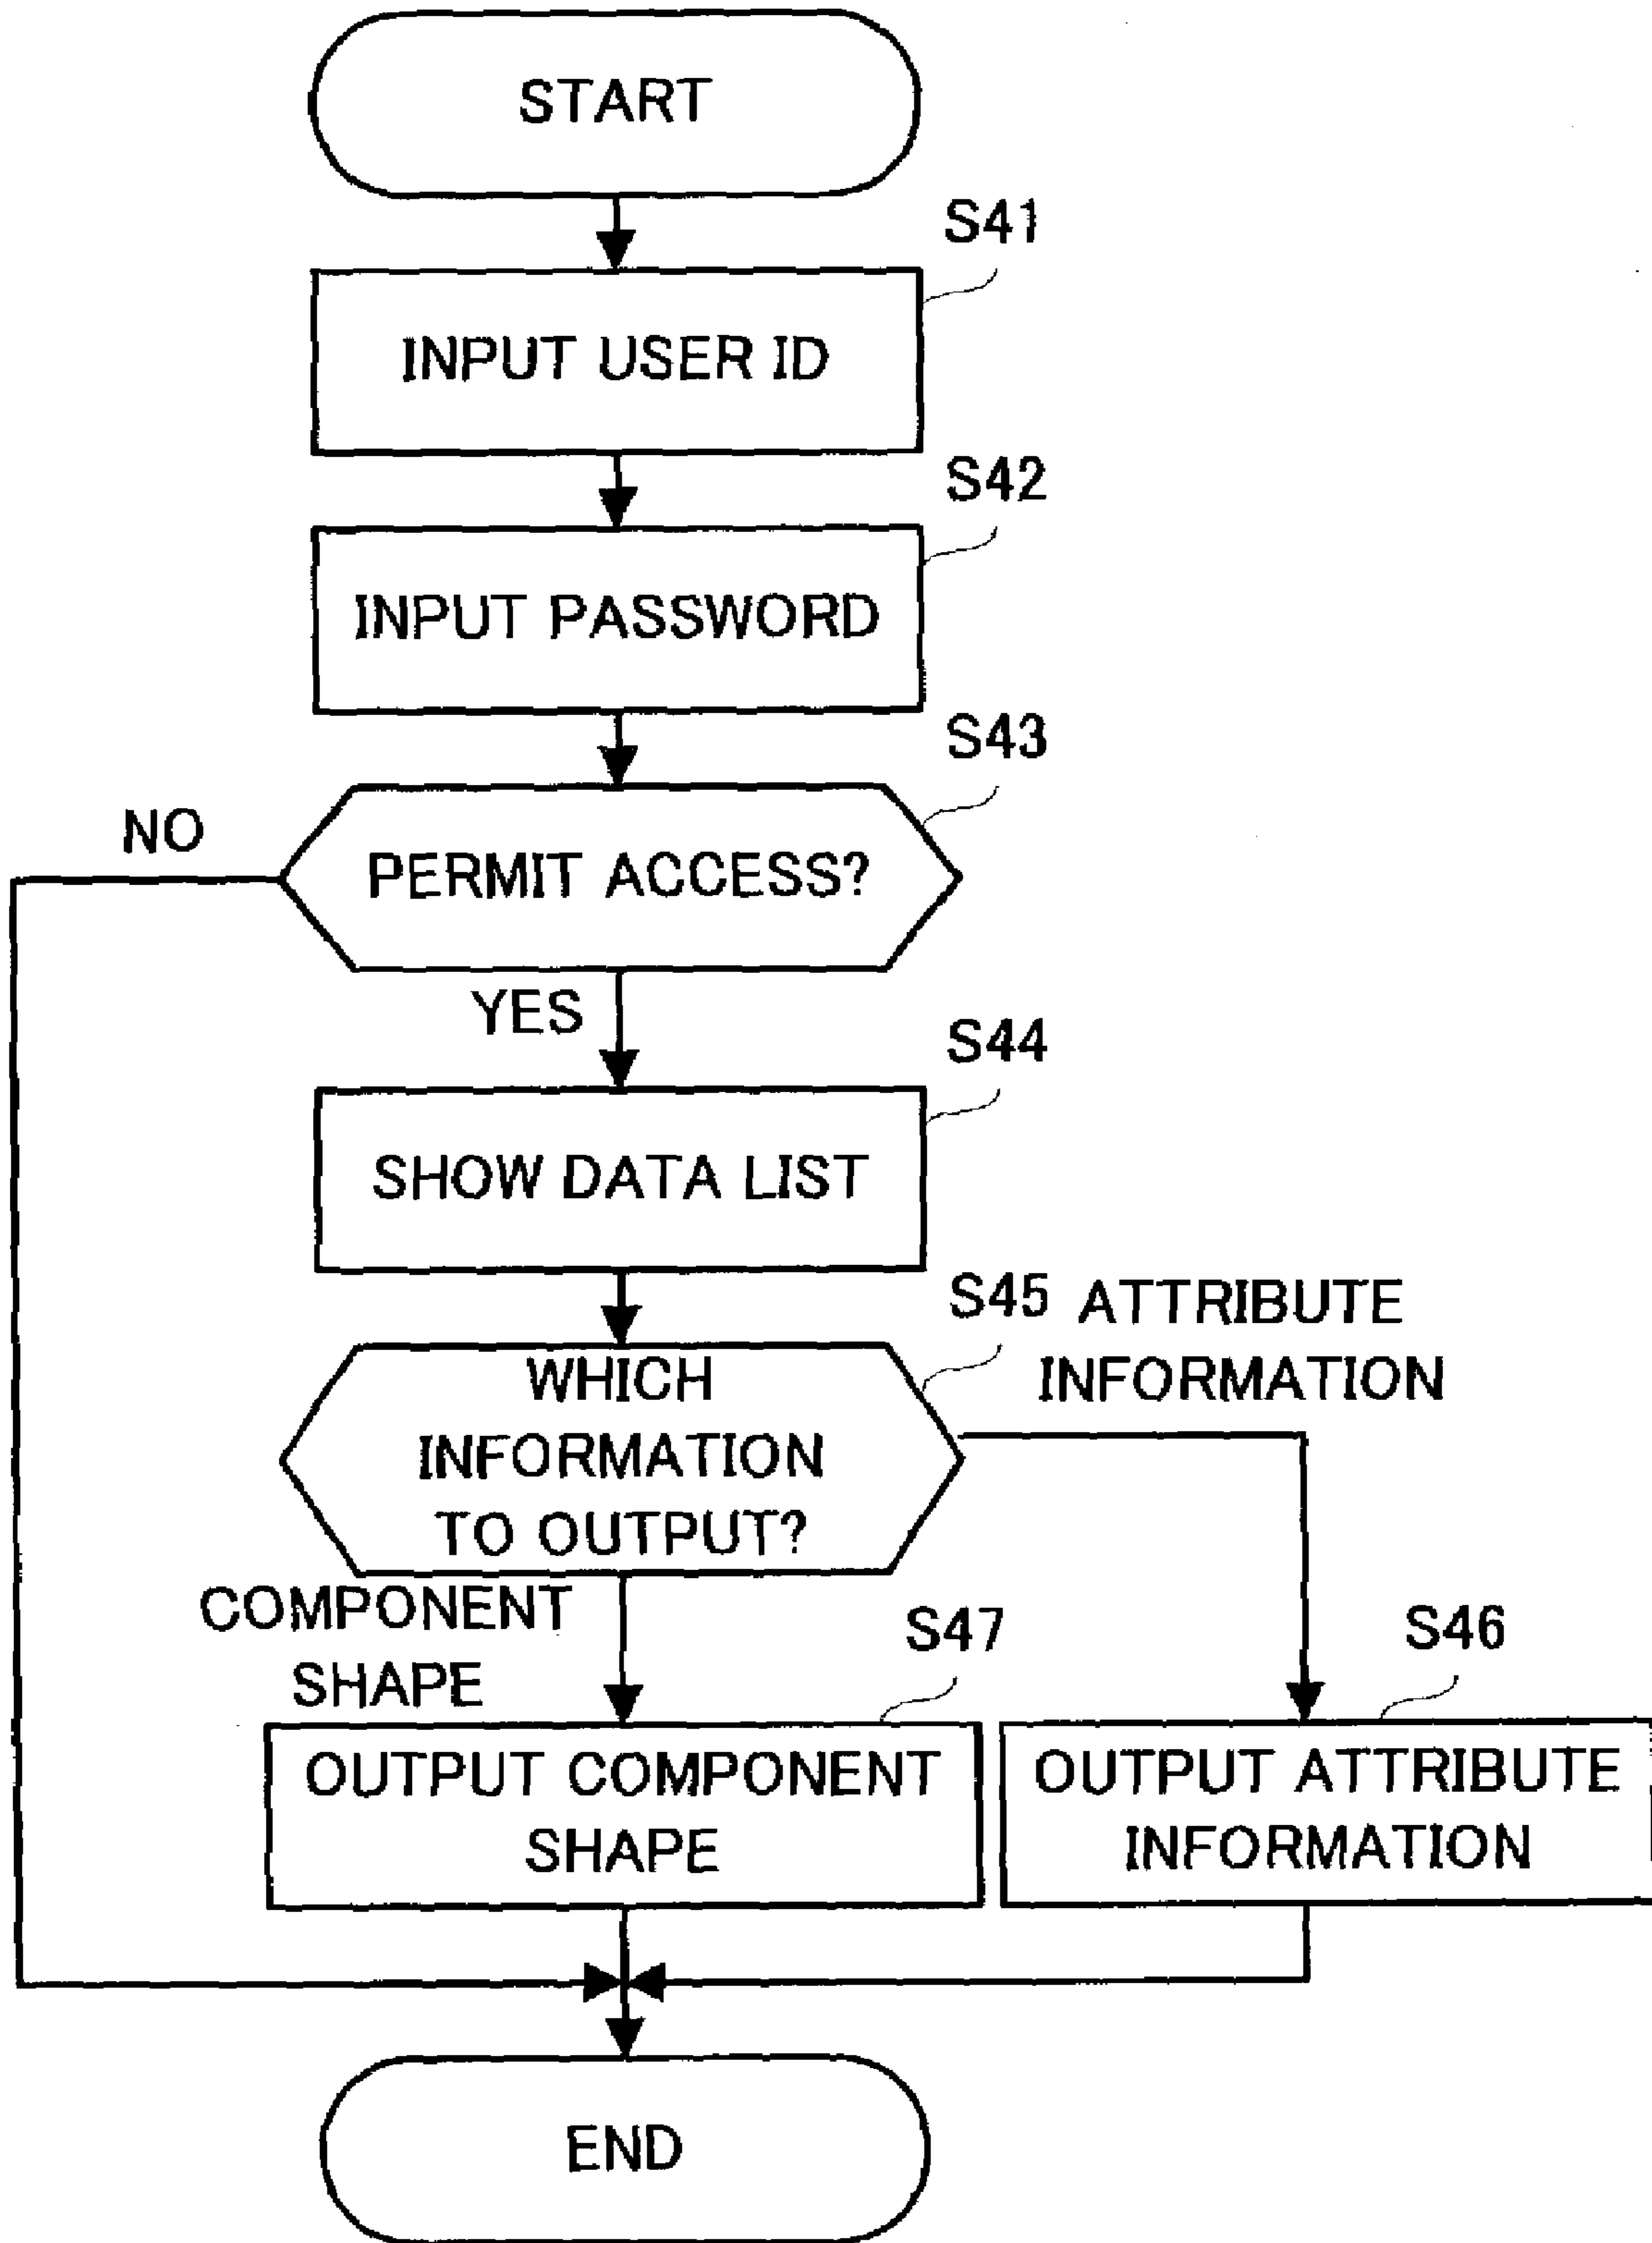 START
S41
INPUT USER ID
S42
INPUT PASSWORD
S43
NO
PERMIT ACCESS?
YES
S44
SHOW DATA LIST
S45
ATTRIBUTE
INFORMATION
WHICH
INFORMATION
TO OUTPUT?
COMPONENT
SHAPE
S47
S46
OUTPUT COMPONENT
SHAPE
OUTPUT ATTRIBUTE
INFORMATION
END